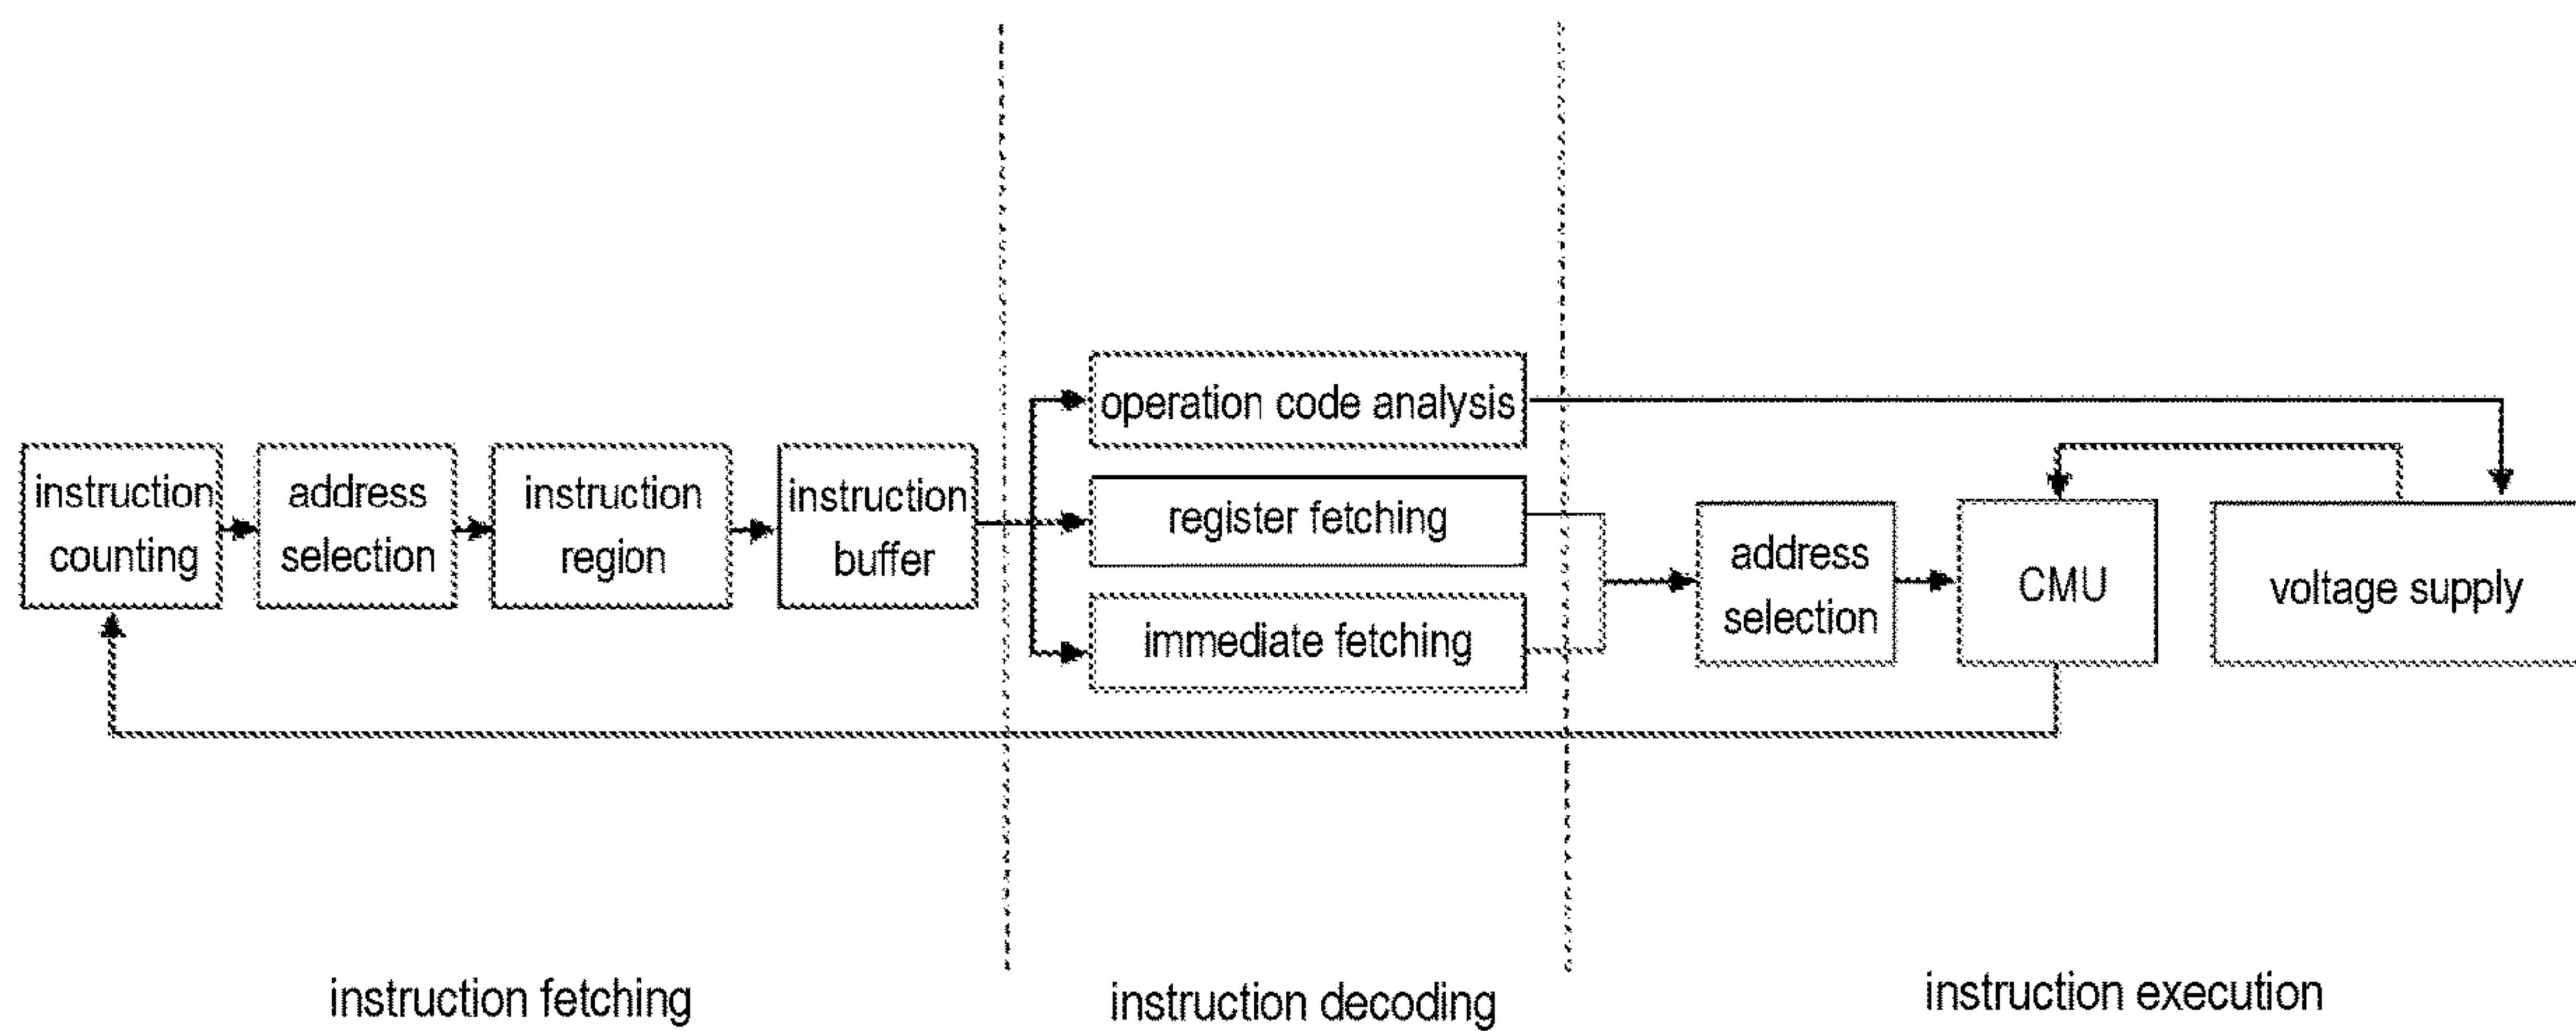 instruction
counting
address
selection
instruction
region
instruction
buffer
operation code analysis
register fetching
immediate fetching
address
selection
CMU
voltage supply
instruction fetching
instruction decoding
instruction execution